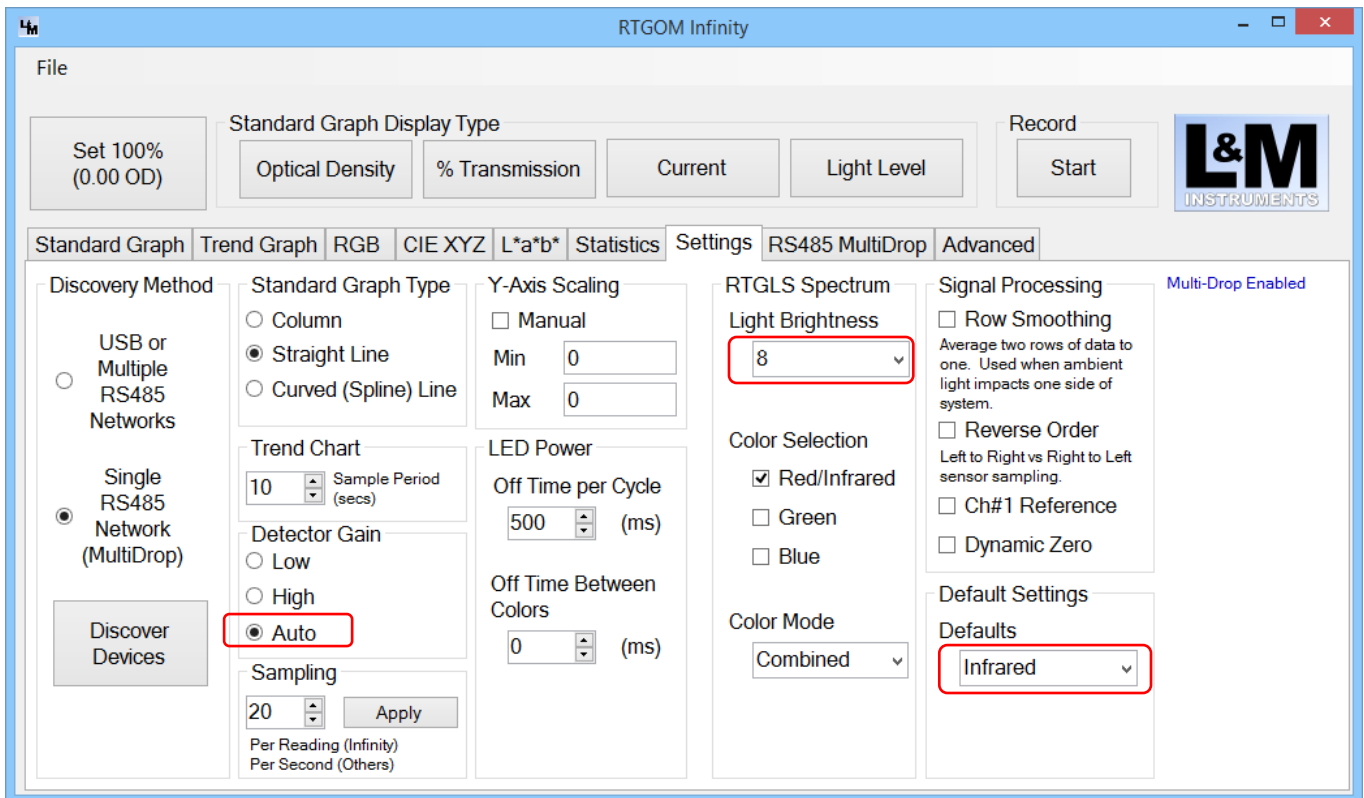 L&M
RTGOM Infinity
File
Set 100%
(0.00 OD)
Standard Graph Display Type
Optical Density
% Transmission
Current
Light Level
Record
Start
L&M
INSTRUMENTS
Standard Graph
Trend Graph
RGB
CIE XYZ
L*a*b*
Statistics
Settings
RS485 MultiDrop
Advanced
Discovery Method
USB or
Multiple
RS485
Networks
Single
RS485
Network
(MultiDrop)
Discover
Devices
Standard Graph Type
Column
Straight Line
Curved (Spline) Line
Trend Chart
10
Sample Period
(secs)
Detector Gain
Low
High
Auto
Sampling
20
Apply
Per Reading (Infinity)
Per Second (Others)
Y-Axis Scaling
Manual
Min 0
Max 0
LED Power
Off Time per Cycle
500 (ms)
Off Time Between
Colors
0 (ms)
RTGLS Spectrum
Light Brightness
8
Color Selection
Red/Infrared
Green
Blue
Color Mode
Combined
Signal Processing
Row Smoothing
Average two rows of data to
one. Used when ambient
light impacts one side of
system.
Reverse Order
Left to Right vs Right to Left
sensor sampling.
Ch#1 Reference
Dynamic Zero
Default Settings
Defaults
Infrared
Multi-Drop Enabled